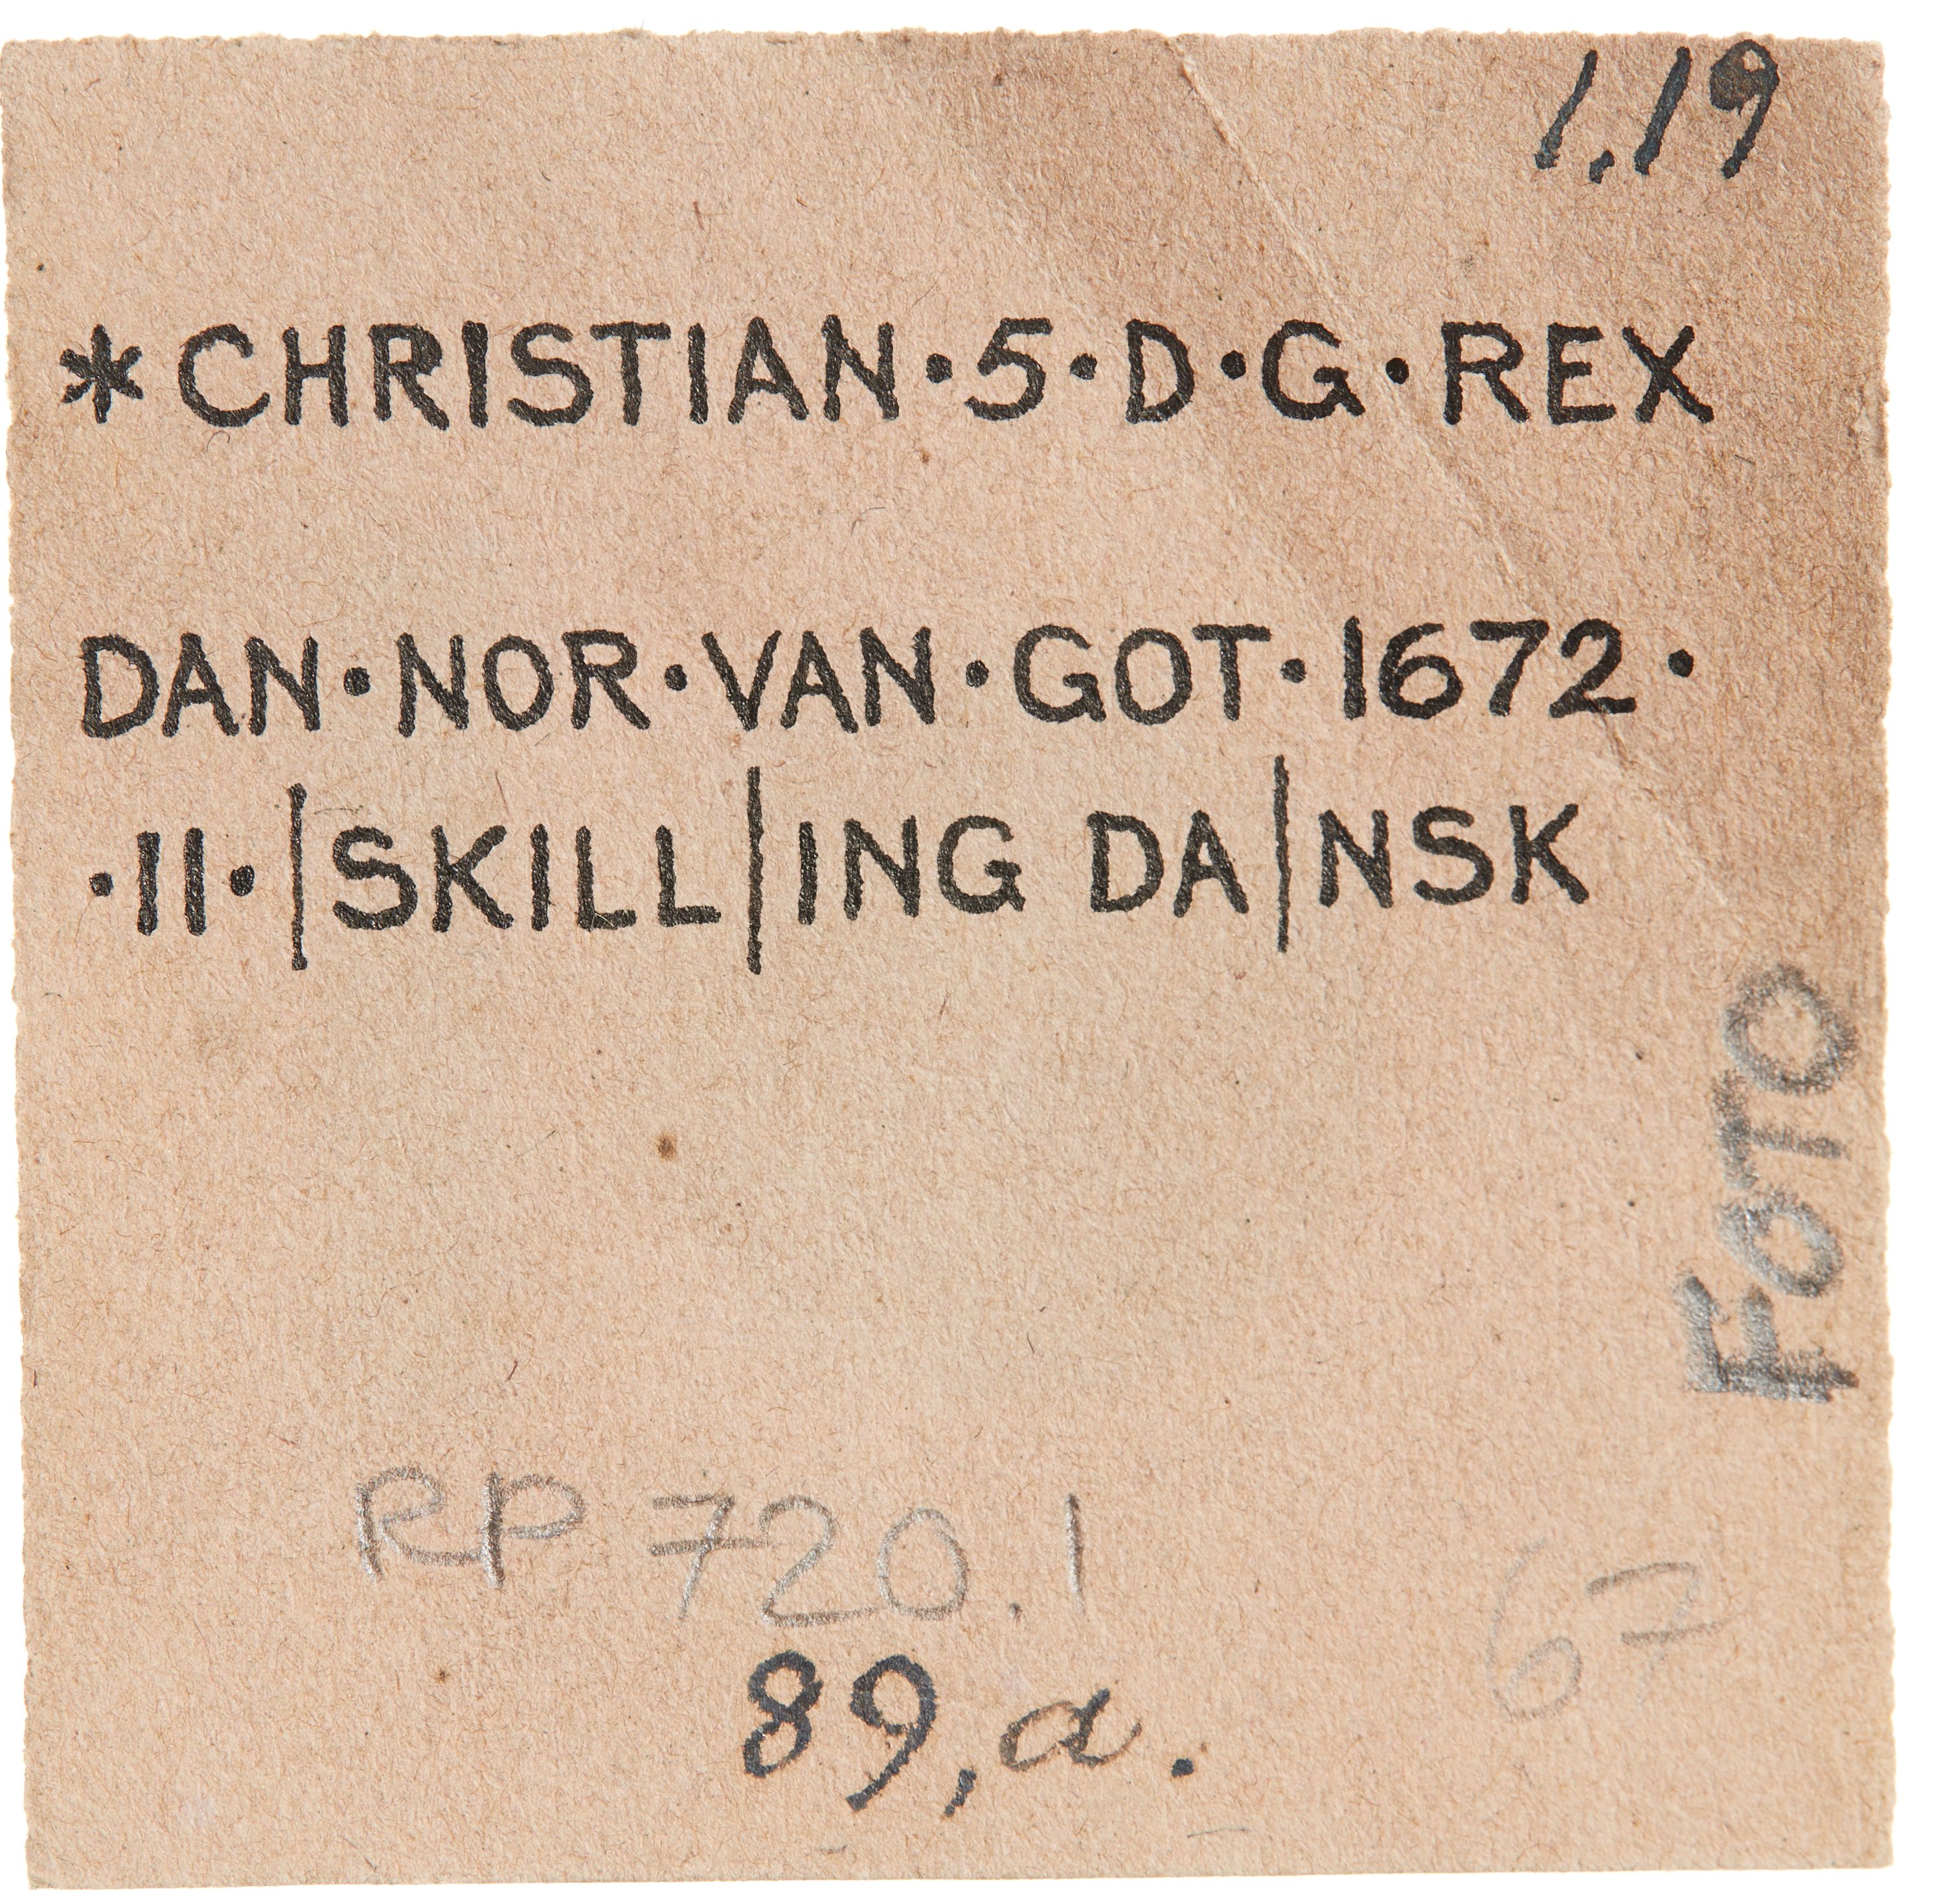 1.19
*CHRISTIAN·5·D·G·REX
DAN·NOR·VAN·GOT·1672·
·II·|SKILL|ING DA|NSK
FOTO
RP 720.1
67
89,a.